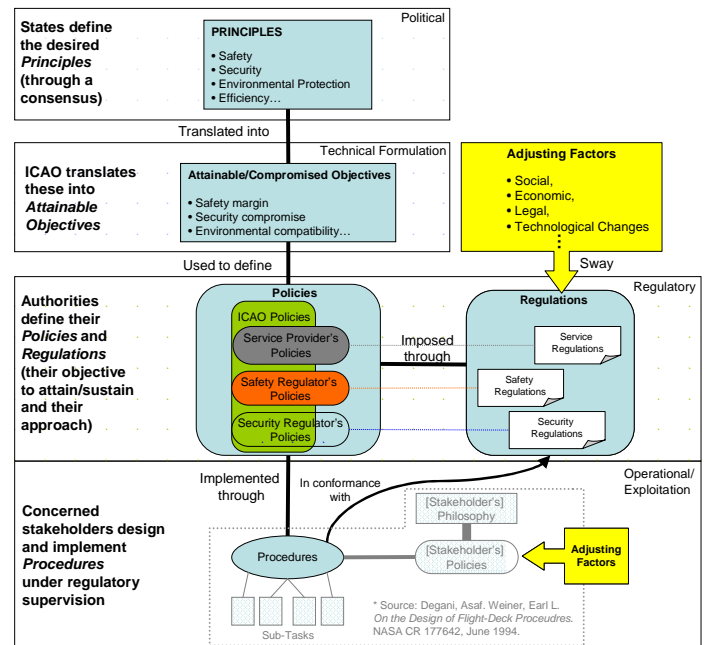 Political
States define
the desired
Principles
(through a
consensus)
PRINCIPLES
• Safety
• Security
• Environmental Protection
• Efficiency…
Translated into
Technical Formulation
ICAO translates
these into
Attainable
Objectives
Attainable/Compromised Objectives
• Safety margin
• Security compromise
• Environmental compatibility…
Adjusting Factors
• Social,
• Economic,
• Legal,
• Technological Changes
Used to define
Sway
Regulatory
Authorities
define their
Policies and
Regulations
(their objective
to attain/sustain
and their
approach)
Policies
ICAO Policies
Service Provider's
Policies
Safety Regulator's
Policies
Security Regulator's
Policies
Imposed
through
Regulations
Service
Regulations
Safety
Regulations
Security
Regulations
Implemented
through
In conformance
with
Operational/
Exploitation
Concerned
stakeholders design
and implement
Procedures
under regulatory
supervision
Procedures
[Stakeholder's]
Philosophy
[Stakeholder's]
Policies
Adjusting
Factors
Sub-Tasks
* Source: Degani, Asaf. Weiner, Earl L.
On the Design of Flight-Deck Proceudres.
NASA CR 177642, June 1994.